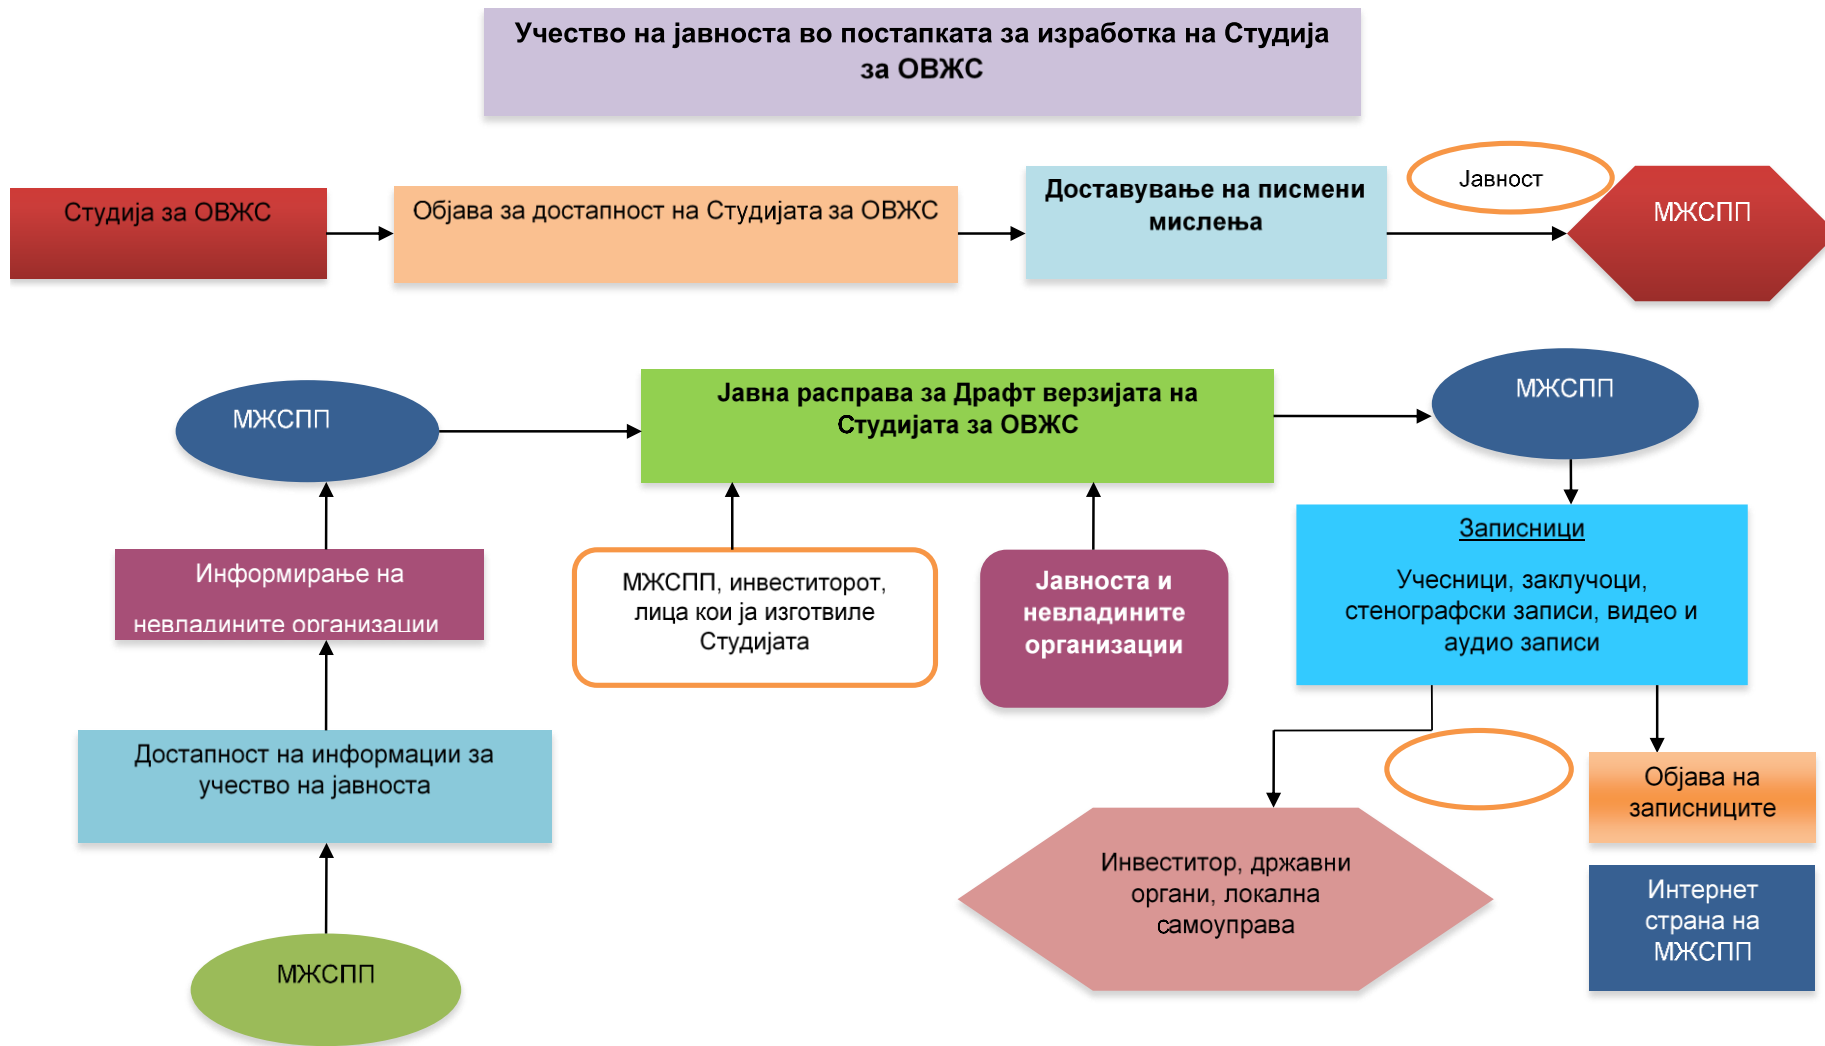 Учество на јавноста во постапката за изработка на Студија
за ОВЖС
Студија за ОВЖС
Објава за достапност на Студијата за ОВЖС
Доставување на писмени
мислења
Јавност
МЖСПП
МЖСПП
Јавна расправа за Драфт верзијата на
Студијата за ОВЖС
МЖСПП
Информирање на
невладините организации
МЖСПП, инвеститорот,
лица кои ја изготвиле
Студијата
Јавноста и
невладините
организации
Записници
Учесници, заклучоци,
стенографски записи, видео и
аудио записи
Достапност на информации за
учество на јавноста
Објава на
записниците
Инвеститор, државни
органи, локална
самоуправа
Интернет
страна на
МЖСПП
МЖСПП